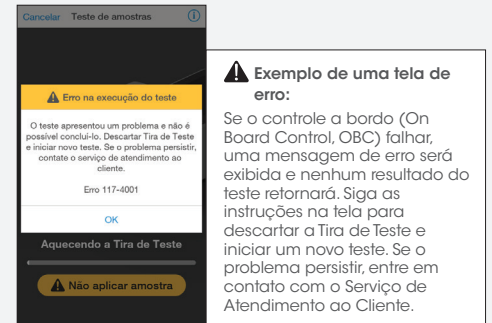 Cancelar Teste de amostras
Erro na execução do teste
O teste apresentou um problema e não é
possível concluí-lo. Descartar Tira de Teste
e iniciar novo teste. Se o problema persistir,
contate o serviço de atendimento ao
cliente.
Erro 117-4001
OK
Aquecendo a Tira de Teste
Não aplicar amostra
Exemplo de uma tela de
erro:
Se o controle a bordo (On
Board Control, OBC) falhar,
uma mensagem de erro será
exibida e nenhum resultado do
teste retornará. Siga as
instruções na tela para
descartar a Tira de Teste e
iniciar um novo teste. Se o
problema persistir, entre em
contato com o Serviço de
Atendimento ao Cliente.